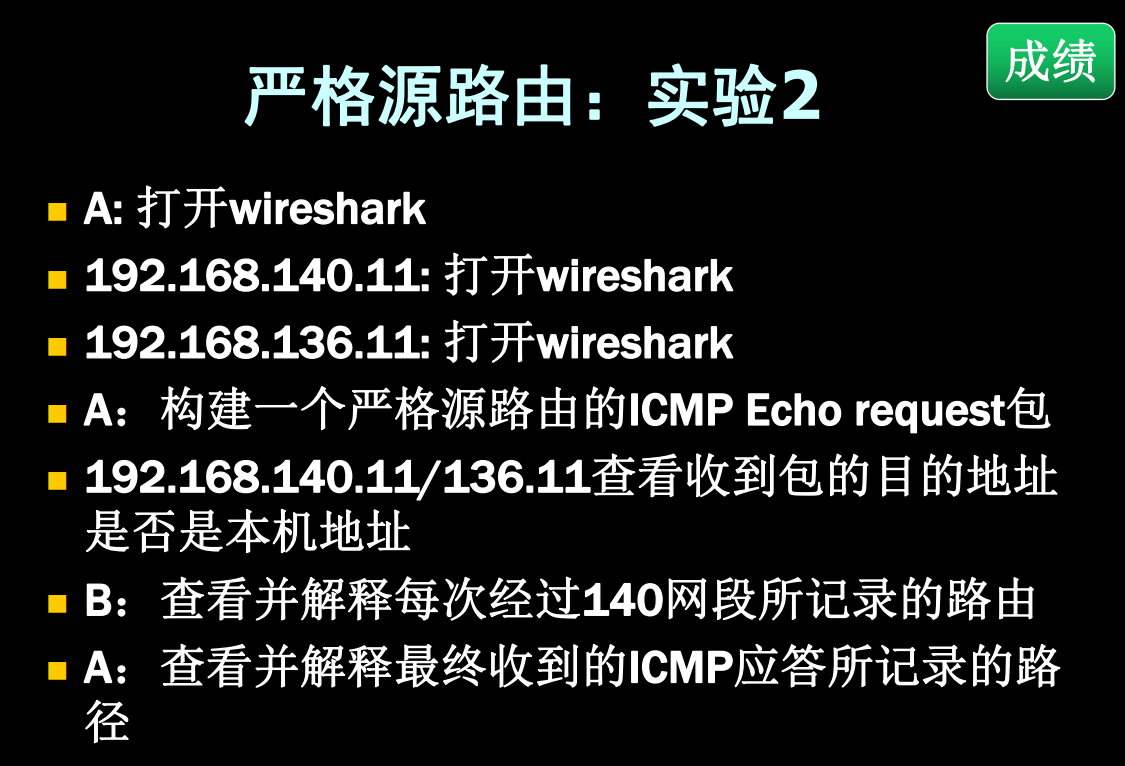 成绩
严格源路由：实验2
A: 打开wireshark
192.168.140.11: 打开wireshark
192.168.136.11: 打开wireshark
A： 构建一个严格源路由的ICMP Echo request包
192.168.140.11/136.11查看收到包的目的地址
是否是本机地址
B： 查看并解释每次经过140网段所记录的路由
A： 查看并解释最终收到的ICMP应答所记录的路
径